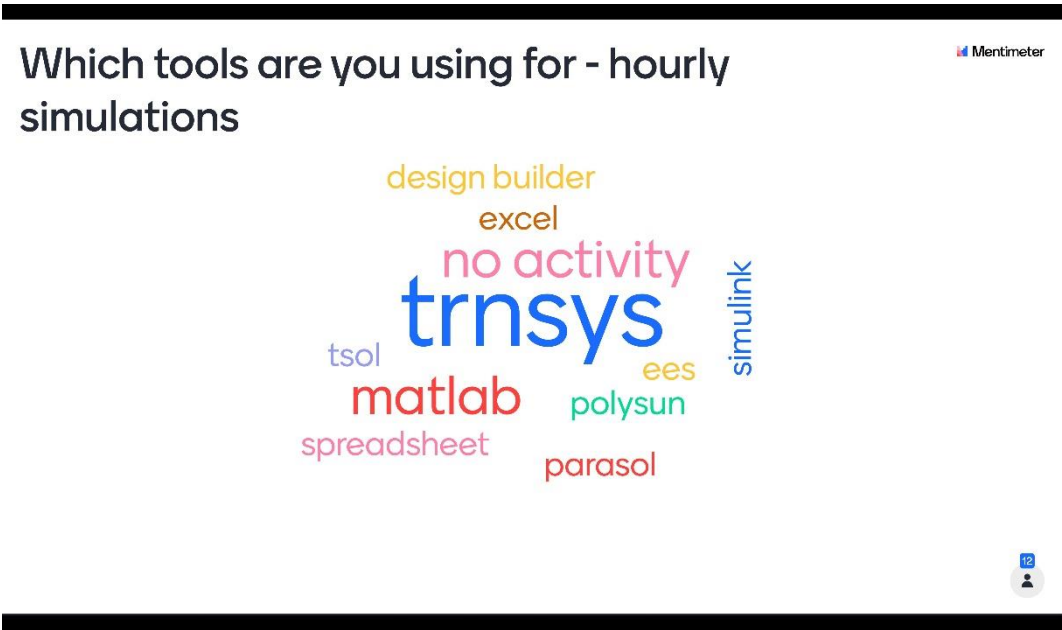 Which tools are you using for - hourly
simulations
Mentimeter
design builder
excel
no activity
trnsys
simulink
tsol
ees
matlab
polysun
spreadsheet
parasol
12